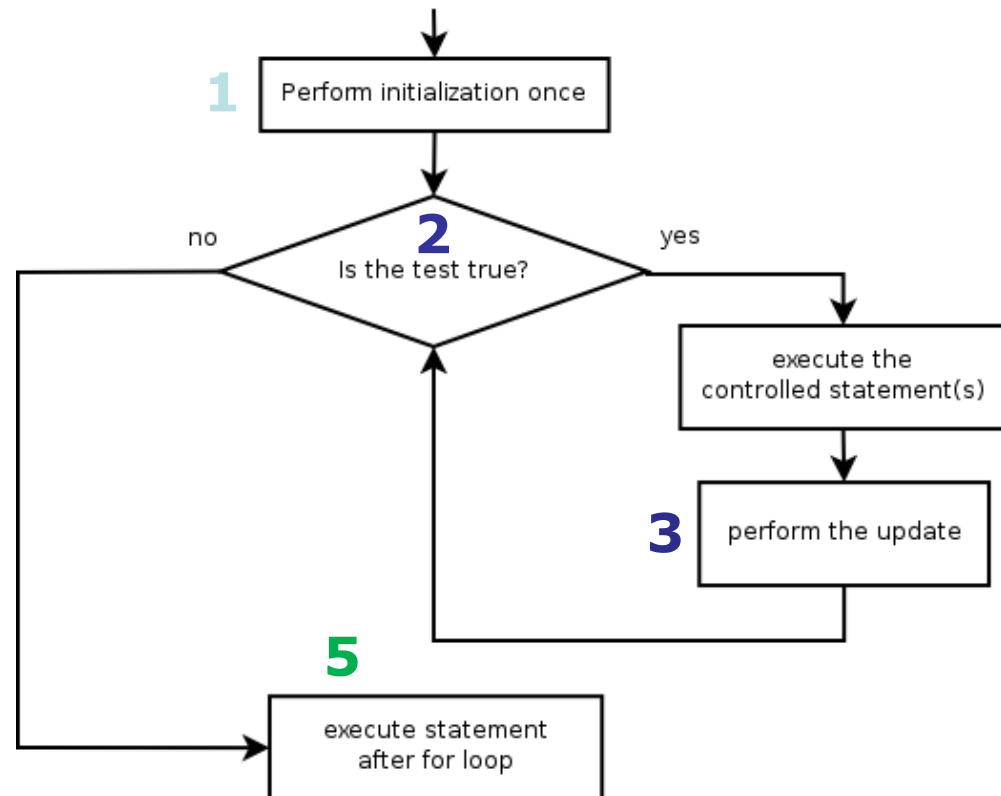 1
Perform initialization once
2
no
yes
Is the test true?
execute the
controlled statement(s)
3
perform the update
5
execute statement
after for loop